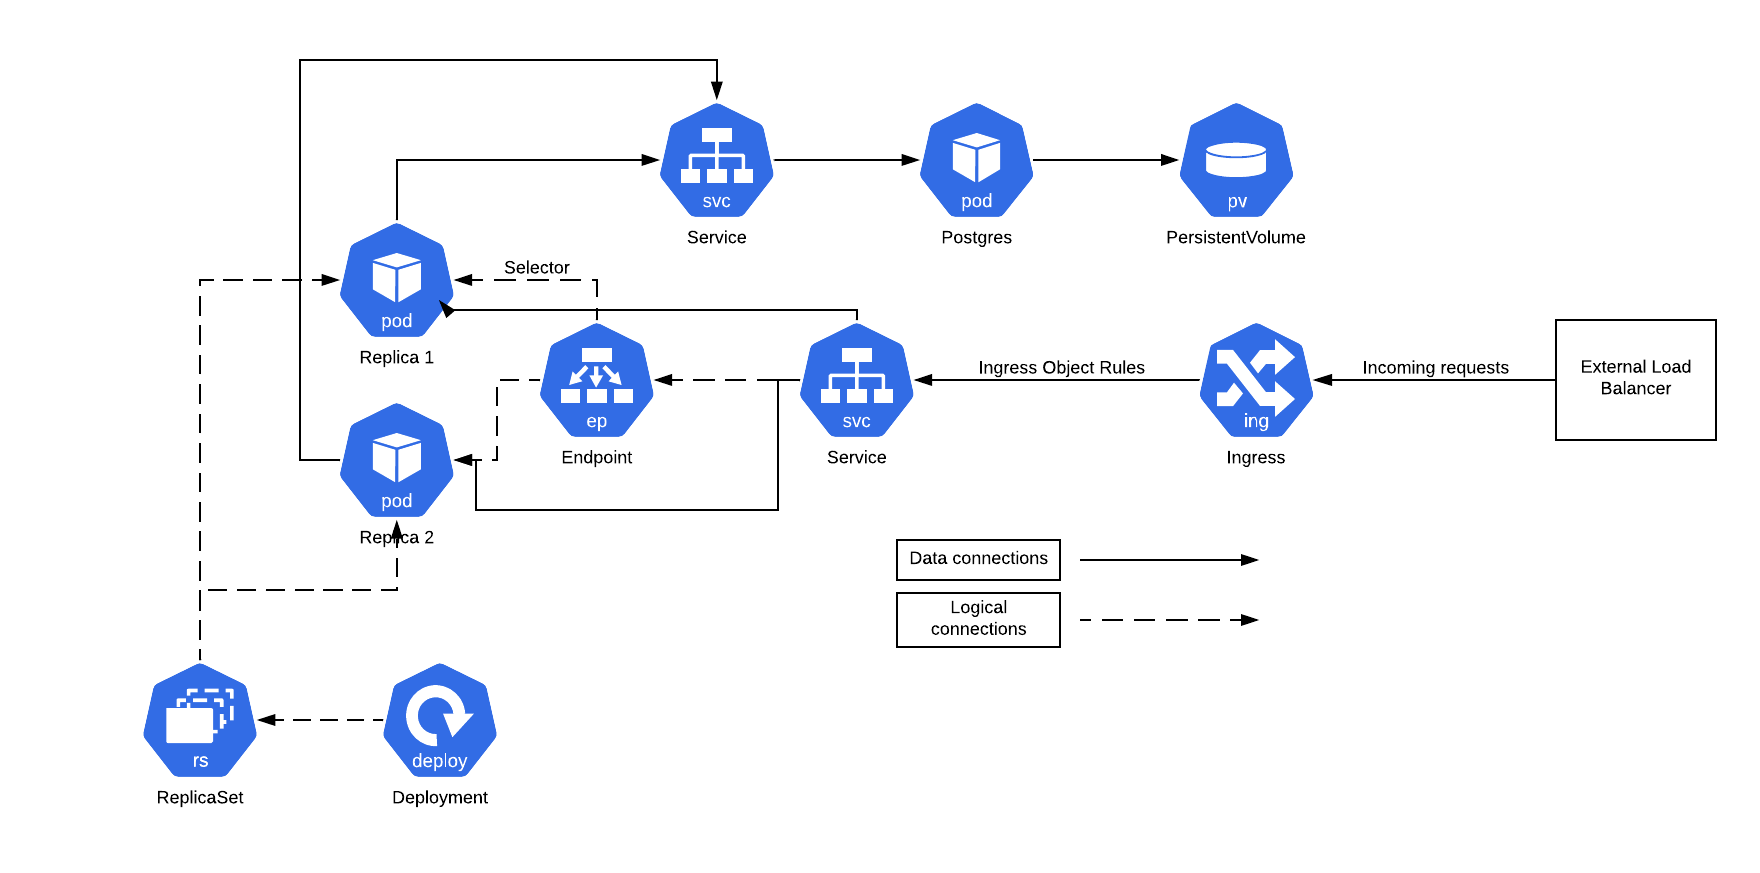 svc
pod
pv
Service
Postgres
PersistentVolume
Selector
pod
Replica 1
Ingress Object Rules
Incoming requests
External Load
Balancer
ep
svc
ing
Endpoint
Service
Ingress
pod
Replica 2
Data connections
Logical
connections
rs
deploy
ReplicaSet
Deployment